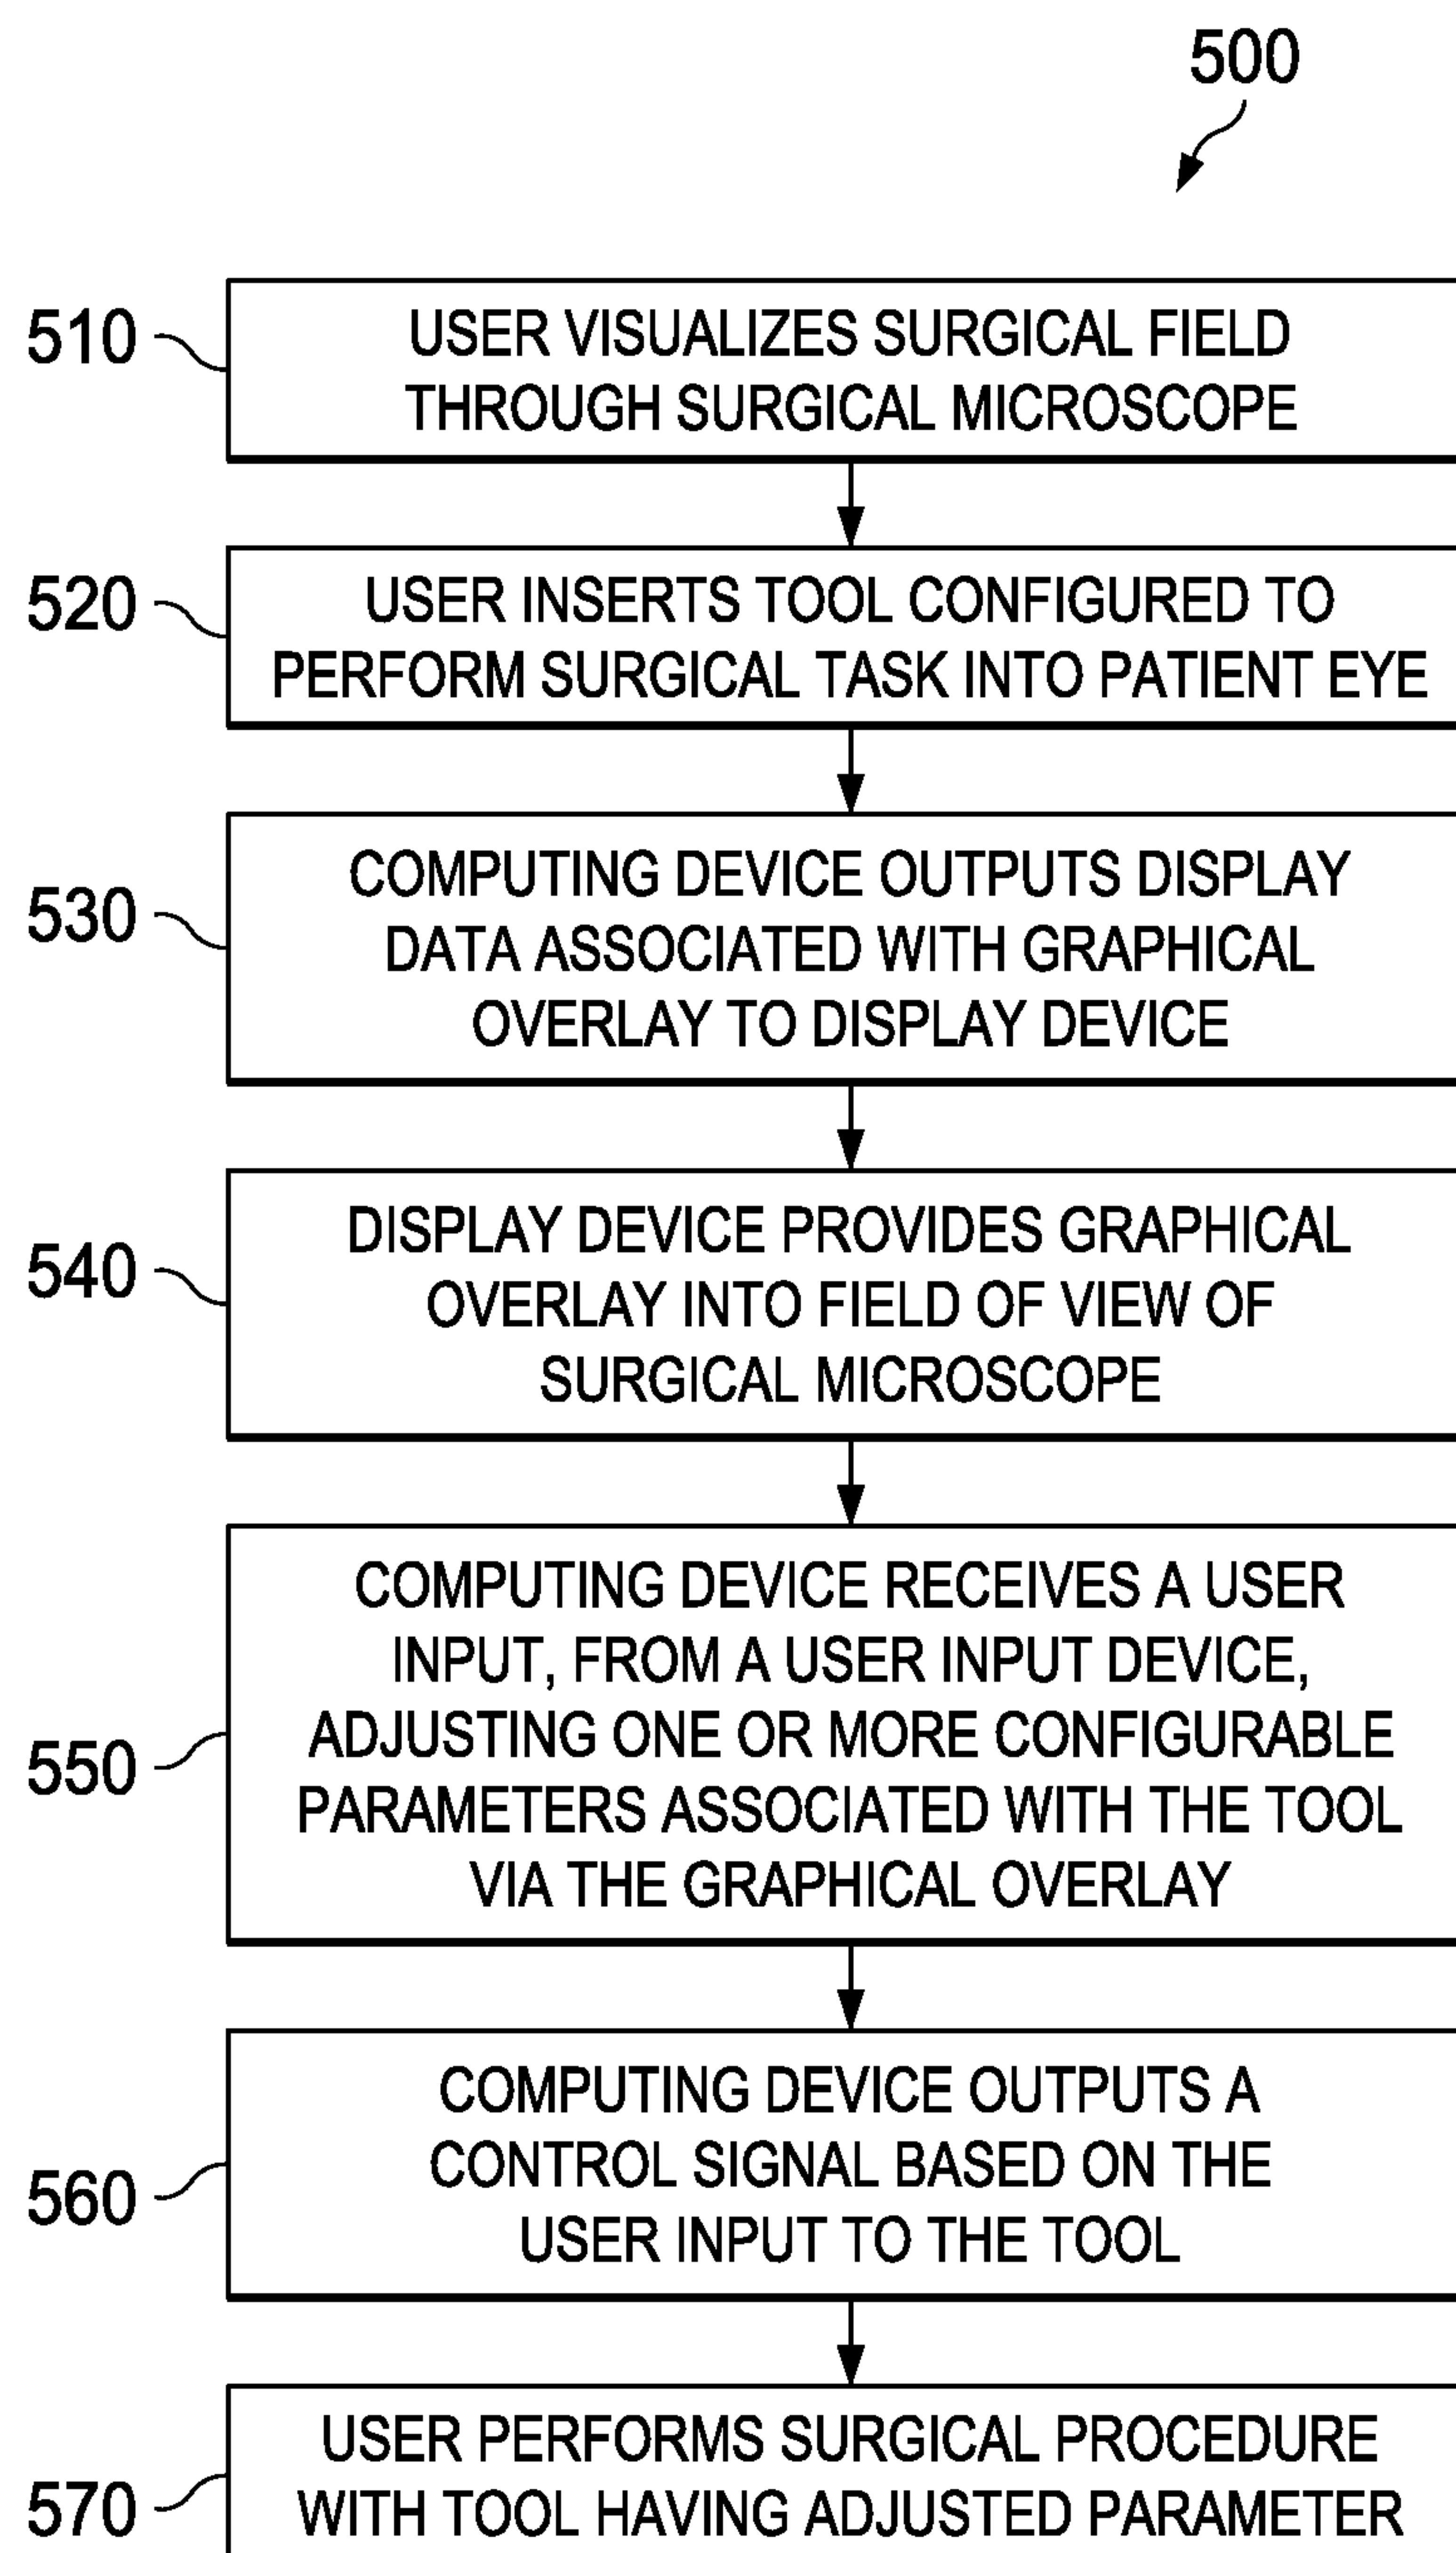 500
510
USER VISUALIZES SURGICAL FIELD
THROUGH SURGICAL MICROSCOPE
520
USER INSERTS TOOL CONFIGURED TO
PERFORM SURGICAL TASK INTO PATIENT EYE
530
COMPUTING DEVICE OUTPUTS DISPLAY
DATA ASSOCIATED WITH GRAPHICAL
OVERLAY TO DISPLAY DEVICE
540
DISPLAY DEVICE PROVIDES GRAPHICAL
OVERLAY INTO FIELD OF VIEW OF
SURGICAL MICROSCOPE
550
COMPUTING DEVICE RECEIVES A USER
INPUT, FROM A USER INPUT DEVICE,
ADJUSTING ONE OR MORE CONFIGURABLE
PARAMETERS ASSOCIATED WITH THE TOOL
VIA THE GRAPHICAL OVERLAY
560
COMPUTING DEVICE OUTPUTS A
CONTROL SIGNAL BASED ON THE
USER INPUT TO THE TOOL
570
USER PERFORMS SURGICAL PROCEDURE
WITH TOOL HAVING ADJUSTED PARAMETER